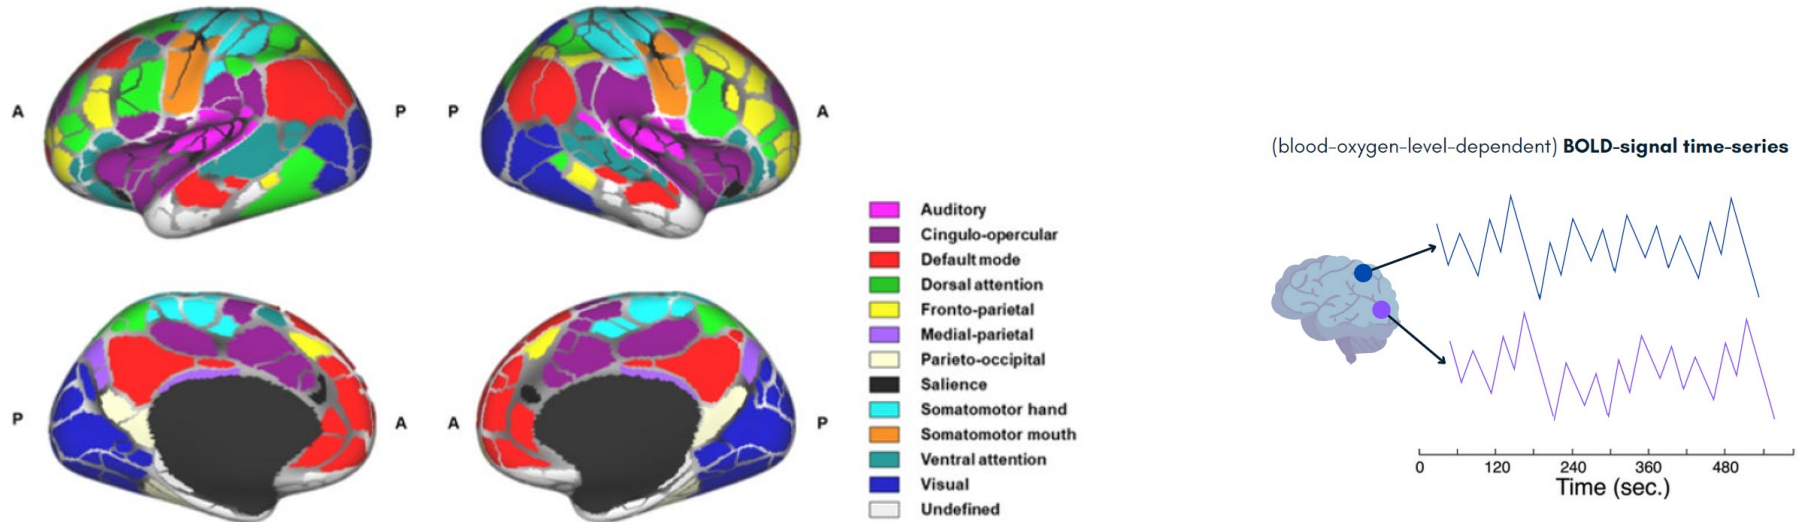 A
P
P
A
P
A
A
P
Auditory
Cingulo-opercular
Default mode
Dorsal attention
Fronto-parietal
Medial-parietal
Parieto-occipital
Salience
Somatomotor hand
Somatomotor mouth
Ventral attention
Visual
Undefined
(blood-oxygen-level-dependent) BOLD-signal time-series
0 120 240 360 480
Time (sec.)